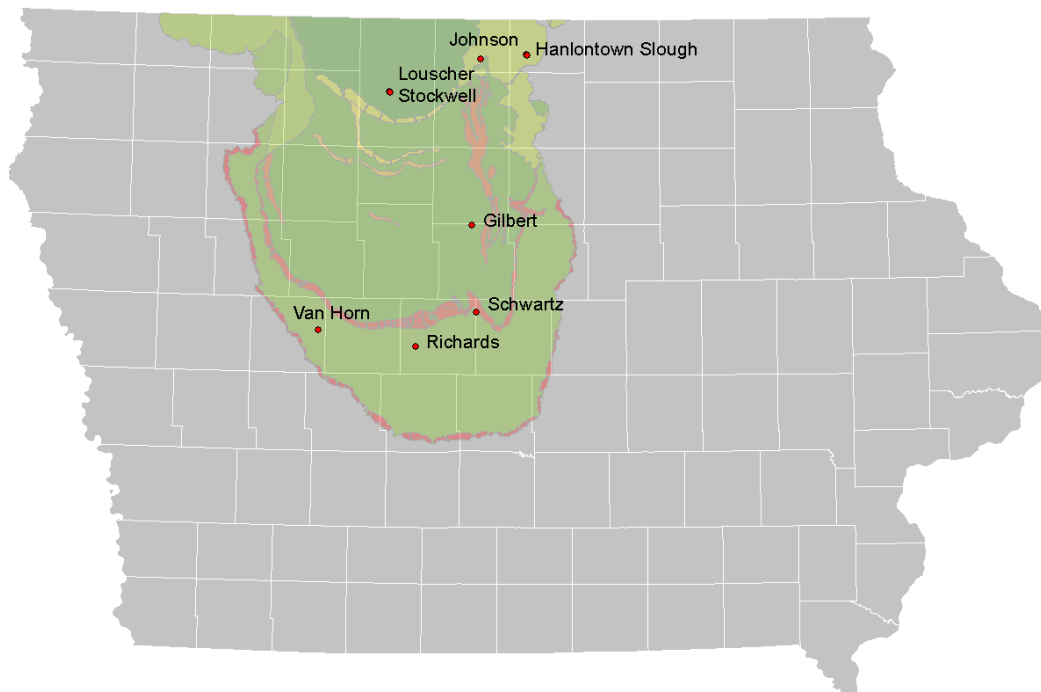 Johnson
Hanlontown Slough
Louscher
Stockwell
Gilbert
Schwartz
Van Horn
Richards